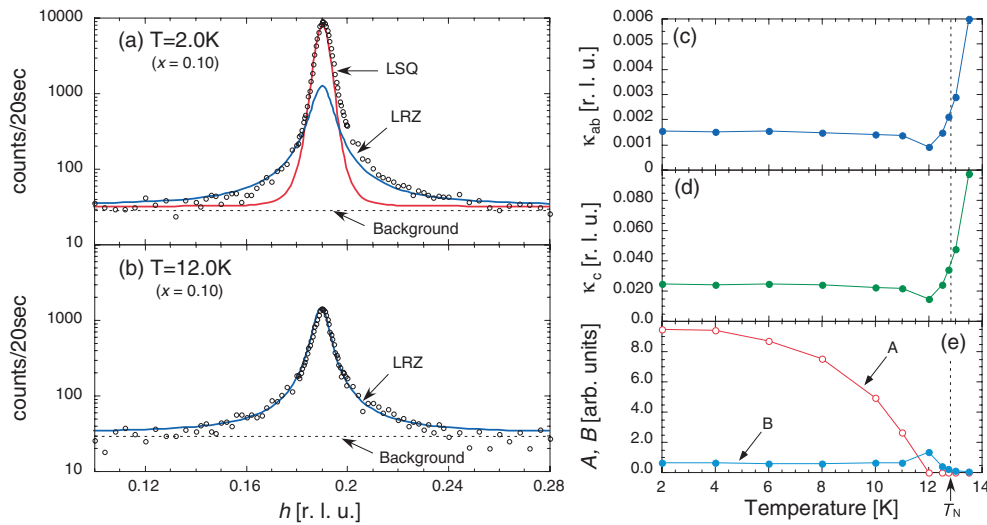 (a) T=2.0K
(x = 0.10)
LSQ
LRZ
Background
counts/20sec
10000
1000
100
10
(b) T=12.0K
(x = 0.10)
LRZ
Background
counts/20sec
1000
100
10
0.12
0.16
0.2
0.24
0.28
h [r. l. u.]
(c)
κab [r. l. u.]
0.006
0.005
0.004
0.003
0.002
0.001
0
(d)
κc [r. l. u.]
0.080
0.060
0.040
0.020
0.0
(e)
A
B
A, B [arb. units]
8.0
6.0
4.0
2.0
0.0
2
4
6
8
10
12
14
Temperature [K]
TN